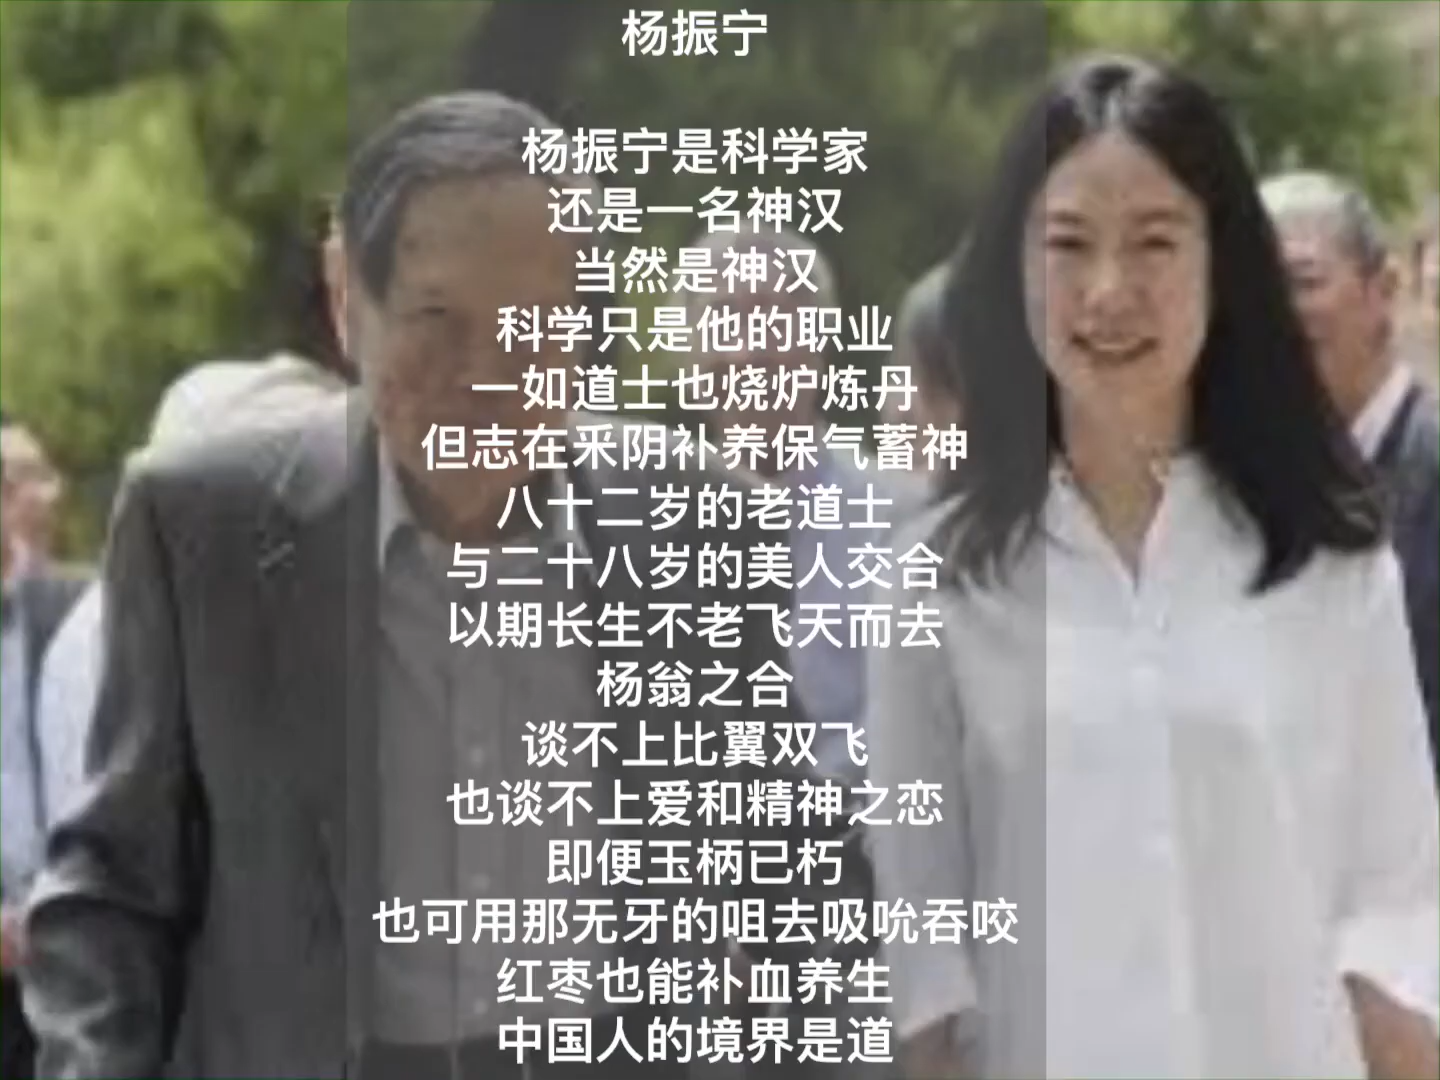 杨振宁
杨振宁是科学家
还是一名神汉
当然是神汉
科学只是他的职业
一如道士也烧炉炼丹
但志在釆阴补养保气蓄神
八十二岁的老道士
与二十八岁的美人交合
以期长生不老飞天而去
杨翁之合
谈不上比翼双飞
也谈不上爱和精神之恋
即便玉柄已朽
也可用那无牙的咀去吸吮吞咬
红枣也能补血养生
中国人的境界是道